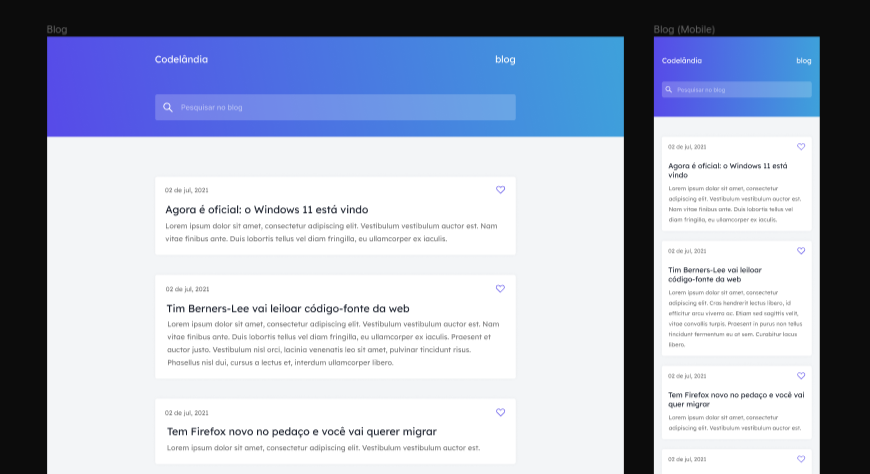 Blog
Codelândia
blog
Pesquisar no blog
02 de jul, 2021
Agora é oficial: o Windows 11 está vindo
Lorem ipsum dolor sit amet, consectetur adipiscing elit. Vestibulum vestibulum auctor est. Nam
vitae finibus ante. Duis lobortis tellus vel diam fringilla, eu ullamcorper ex iaculis.
02 de jul, 2021
Tim Berners-Lee vai leiloar código-fonte da web
Lorem ipsum dolor sit amet, consectetur adipiscing elit. Vestibulum vestibulum auctor est. Nam
vitae finibus ante. Duis lobortis tellus vel diam fringilla, eu ullamcorper ex iaculis. Praesent et
auctor justo. Vestibulum nisl orci, lacinia venenatis leo sit amet, pulvinar tincidunt risus.
Phasellus nisl dui, cursus a lectus et, interdum ullamcorper libero.
02 de jul, 2021
Tem Firefox novo no pedaço e você vai querer migrar
Lorem ipsum dolor sit amet, consectetur adipiscing elit. Vestibulum vestibulum auctor est.
Blog (Mobile)
Codelândia
blog
Pesquisar no blog
02 de jul, 2021
Agora é oficial: o Windows 11 está
vindo
Lorem ipsum dolor sit amet, consectetur
adipiscing elit. Vestibulum vestibulum auctor est.
Nam vitae finibus ante. Duis lobortis tellus vel
diam fringilla, eu ullamcorper ex iaculis.
02 de jul, 2021
Tim Berners-Lee vai leiloar
código-fonte da web
Lorem ipsum dolor sit amet, consectetur
adipiscing elit. Cras hendrerit lectus libero, id
efficitur arcu viverra ac. Etiam sed sagittis velit,
vitae convallis turpis. Praesent in purus non tellus
tincidunt fermentum eu at sem. Curabitur lacus
libero.
02 de jul, 2021
Tem Firefox novo no pedaço e você vai
quer migrar
Lorem ipsum dolor sit amet, consectetur
adipiscing elit. Vestibulum vestibulum auctor est.
02 de jul, 2021